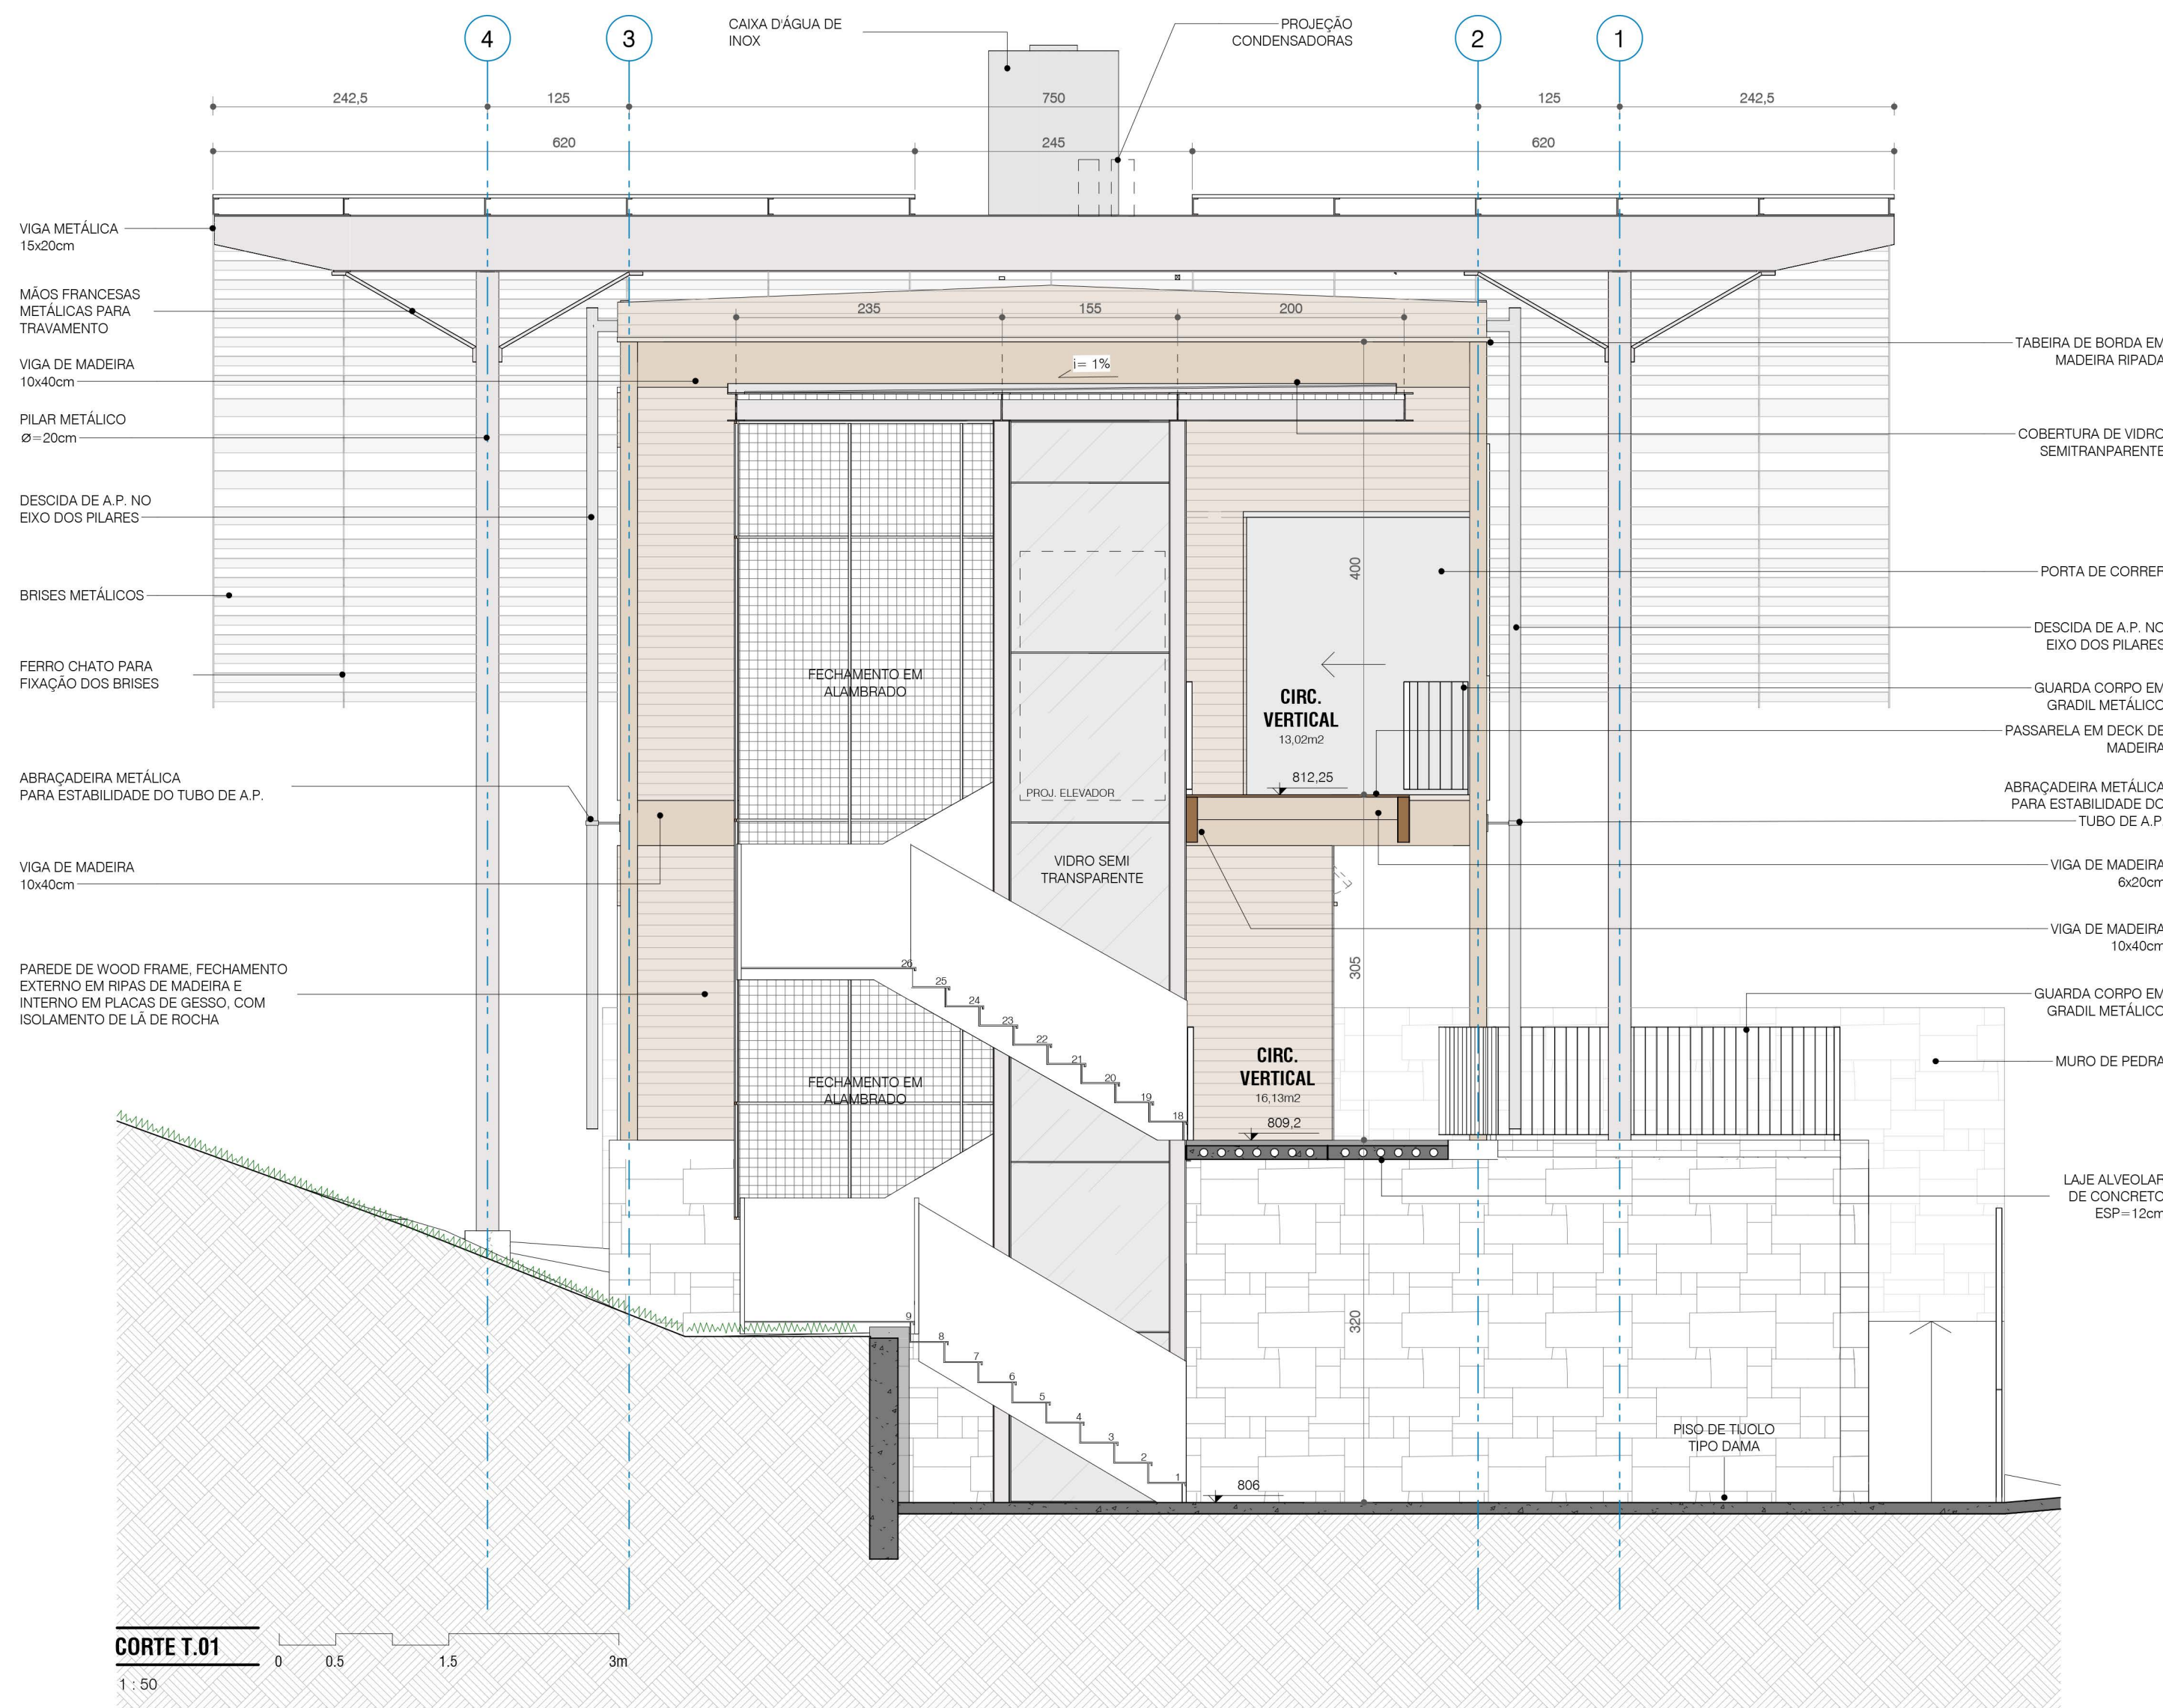 CAIXA D'ÁGUA DE
INOX
PROJEÇÃO
CONDENSADORAS
4
3
2
1
242,5
125
750
125
242,5
620
245
620
VIGA METÁLICA
15x20cm
MÃOS FRANCESAS
METÁLICAS PARA
TRAVAMENTO
VIGA DE MADEIRA
10x40cm
PILAR METÁLICO
Ø=20cm
DESCIDA DE A.P. NO
EIXO DOS PILARES
BRISES METÁLICOS
FERRO CHATO PARA
FIXAÇÃO DOS BRISES
ABRAÇADEIRA METÁLICA
PARA ESTABILIDADE DO TUBO DE A.P.
VIGA DE MADEIRA
10x40cm
PAREDE DE WOOD FRAME, FECHAMENTO
EXTERNO EM RIPAS DE MADEIRA E
INTERNO EM PLACAS DE GESSO, COM
ISOLAMENTO DE LÃ DE ROCHA
235
155
200
i= 1%
400
FECHAMENTO EM
ALAMBRADO
CIRC.
VERTICAL
13,02m2
812,25
PROJ. ELEVADOR
VIDRO SEMI
TRANSPARENTE
305
26
25
24
23
22
21
20
19
18
FECHAMENTO EM
ALAMBRADO
CIRC.
VERTICAL
16,13m2
809,2
320
9
8
7
6
5
4
3
2
1
806
PISO DE TIJOLO
TIPO DAMA
TABEIRA DE BORDA EM
MADEIRA RIPADA
COBERTURA DE VIDRO
SEMITRANPARENTE
PORTA DE CORRER
DESCIDA DE A.P. NO
EIXO DOS PILARES
GUARDA CORPO EM
GRADIL METÁLICO
PASSARELA EM DECK DE
MADEIRA
ABRAÇADEIRA METÁLICA
PARA ESTABILIDADE DO
TUBO DE A.P.
VIGA DE MADEIRA
6x20cm
VIGA DE MADEIRA
10x40cm
GUARDA CORPO EM
GRADIL METÁLICO
MURO DE PEDRA
LAJE ALVEOLAR
DE CONCRETO
ESP=12cm
CORTE T.01
0
0.5
1.5
3m
1 : 50